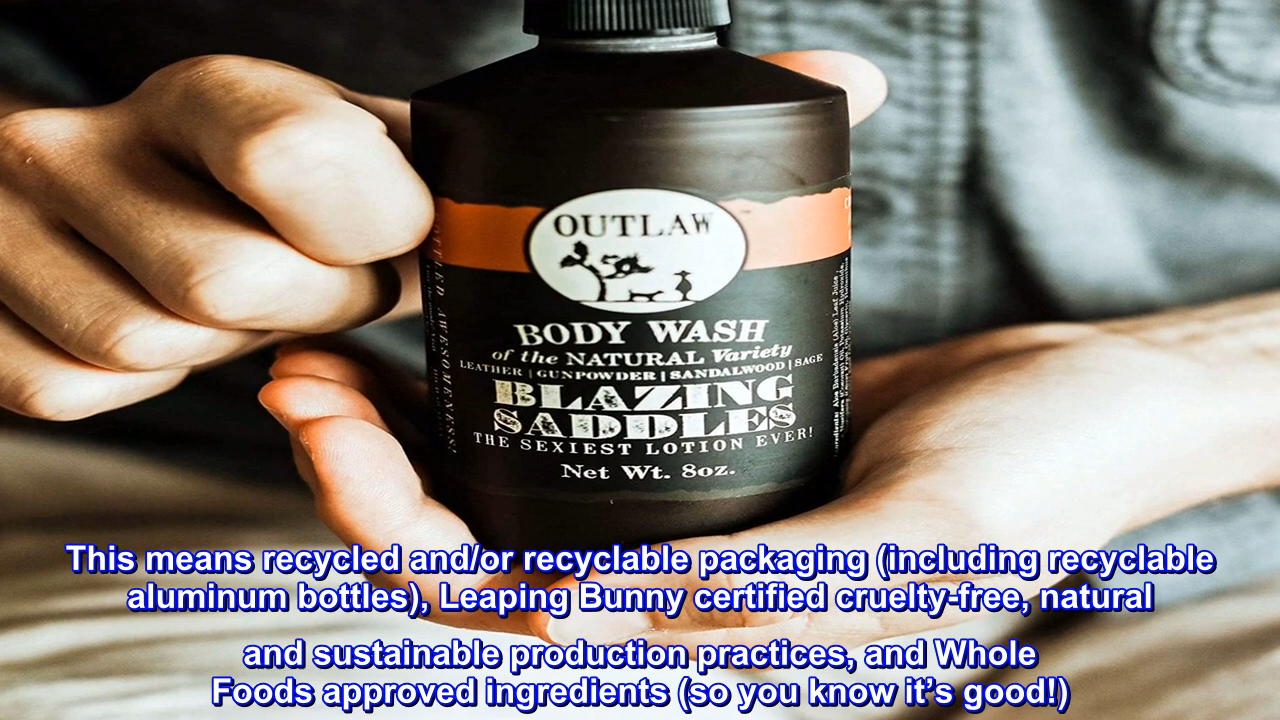 OUTLAW
BODY WASH
of the NATURAL Variety
LEATHER | GUNPOWDER | SANDALWOOD | SAGE
BLAZING
SADDLES
THE SEXIEST LOTION EVER!
Net Wt. 8oz.
This means recycled and/or recyclable packaging (including recyclable
aluminum bottles), Leaping Bunny certified cruelty-free, natural
and sustainable production practices, and Whole
Foods approved ingredients (so you know it’s good!)